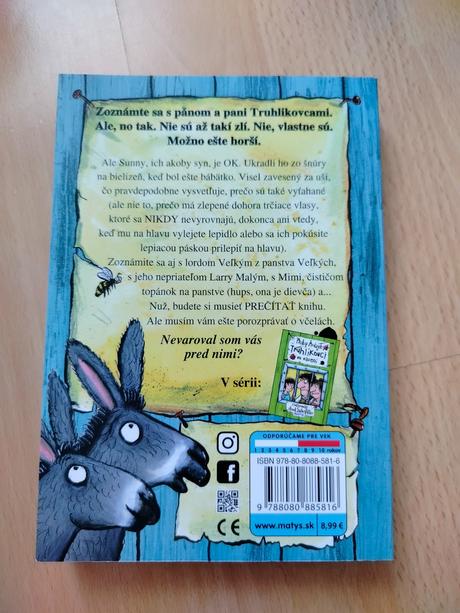 Zoznámte sa s pánom a pani Truhlikovcami.
Ale, no tak. Nie sú až takí zlí. Nie, vlastne sú.
Možno ešte horší.
Ale Sunny, ich akoby syn, je OK. Ukradli ho zo šnúry
na bielizeň, keď bol ešte bábätko. Visel zavesený za uši,
čo pravdepodobne vysvetľuje, prečo sú také vyťahané
(ale nie to, prečo má zlepené dohora trčiace vlasy,
ktoré sa NIKDY nevyrovnajú, dokonca ani vtedy,
keď mu na hlavu vylejete lepidlo alebo sa ich pokúsite
lepiacou páskou prilepiť na hlavu).
Zoznámite sa aj s lordom Veľkým z panstva Veľkých,
s jeho nepriateľom Larry Malým, s Mimi, čističom
topánok na panstve (hups, ona je dievča) a...
Nuž, budete si musieť PREČÍTAŤ knihu.
Ale musím vám ešte porozprávať o včelách.
Nevaroval som vás
pred nimi?
V sérii:
Truhlikovci
ODPORÚČAME PRE VEK
1 2 3 4 5 6 7 8 9 10 rokov
ISBN 978-80-8088-581-6
9 788080 885816
www.matys.sk
8,99 €
CE